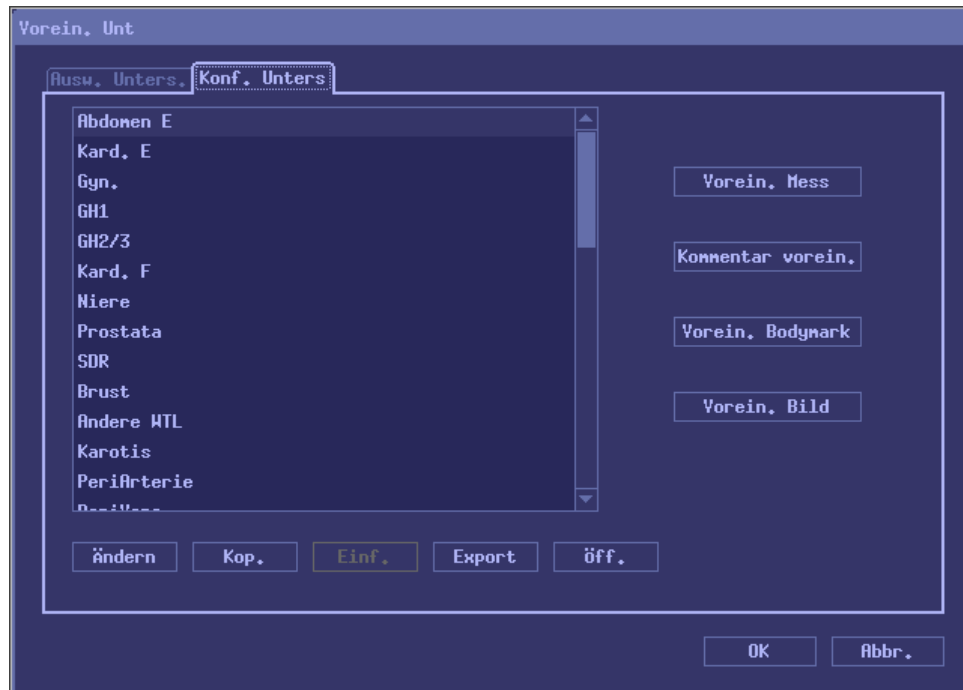 Vorein. Unt
Ausw. Unters. Konf. Unters
Abdomen E
Kard. E
Gyn.
GH1
GH2/3
Kard. F
Niere
Prostata
SDR
Brust
Andere WTL
Karotis
PeriArterie
Vorein. Mess
Kommentar vorein.
Vorein. Bodymark
Vorein. Bild
Ändern Kop. Einf. Export Öff.
OK Abbr.